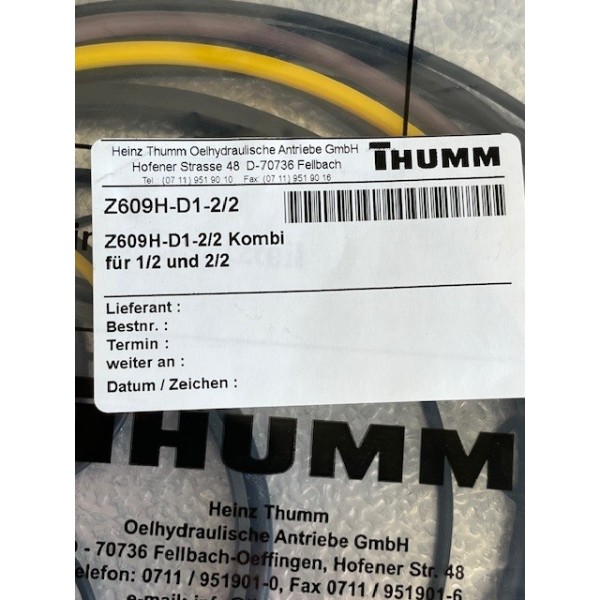 Heinz Thumm Oelhydraulische Antriebe GmbH
Hofener Strasse 48 D-70736 Fellbach
Tel (07 11) 951 90 10 Fax (07 11) 951 90 16
THUMM
Z609H-D1-2/2
Z609H-D1-2/2 Kombi
für 1/2 und 2/2
Lieferant :
Bestnr. :
Termin :
weiter an :
Datum / Zeichen :
THUMM
Heinz Thumm
Oelhydraulische Antriebe GmbH
D - 70736 Fellbach-Oeffingen, Hofener Str. 48
Telefon: 0711 / 951901-0, Fax 0711 / 951901-6